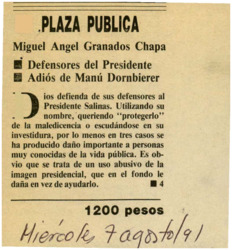 PLAZA PÚBLICA
Miguel Angel Granados Chapa
Defensores del Presidente
Adiós de Manú Dornbierer
Dios defienda de sus defensores al
Presidente Salinas. Utilizando su
nombre, queriendo "protegerlo"
de la maledicencia o escudándose en su
investidura, por lo menos en tres casos se
ha producido daño importante a personas
muy conocidas de la vida pública. Es ob-
vio que se trata de un uso abusivo de la
imagen presidencial, que en el fondo le
daña en vez de ayudarlo. 4
1200 pesos
Miércoles 7 agosto/91